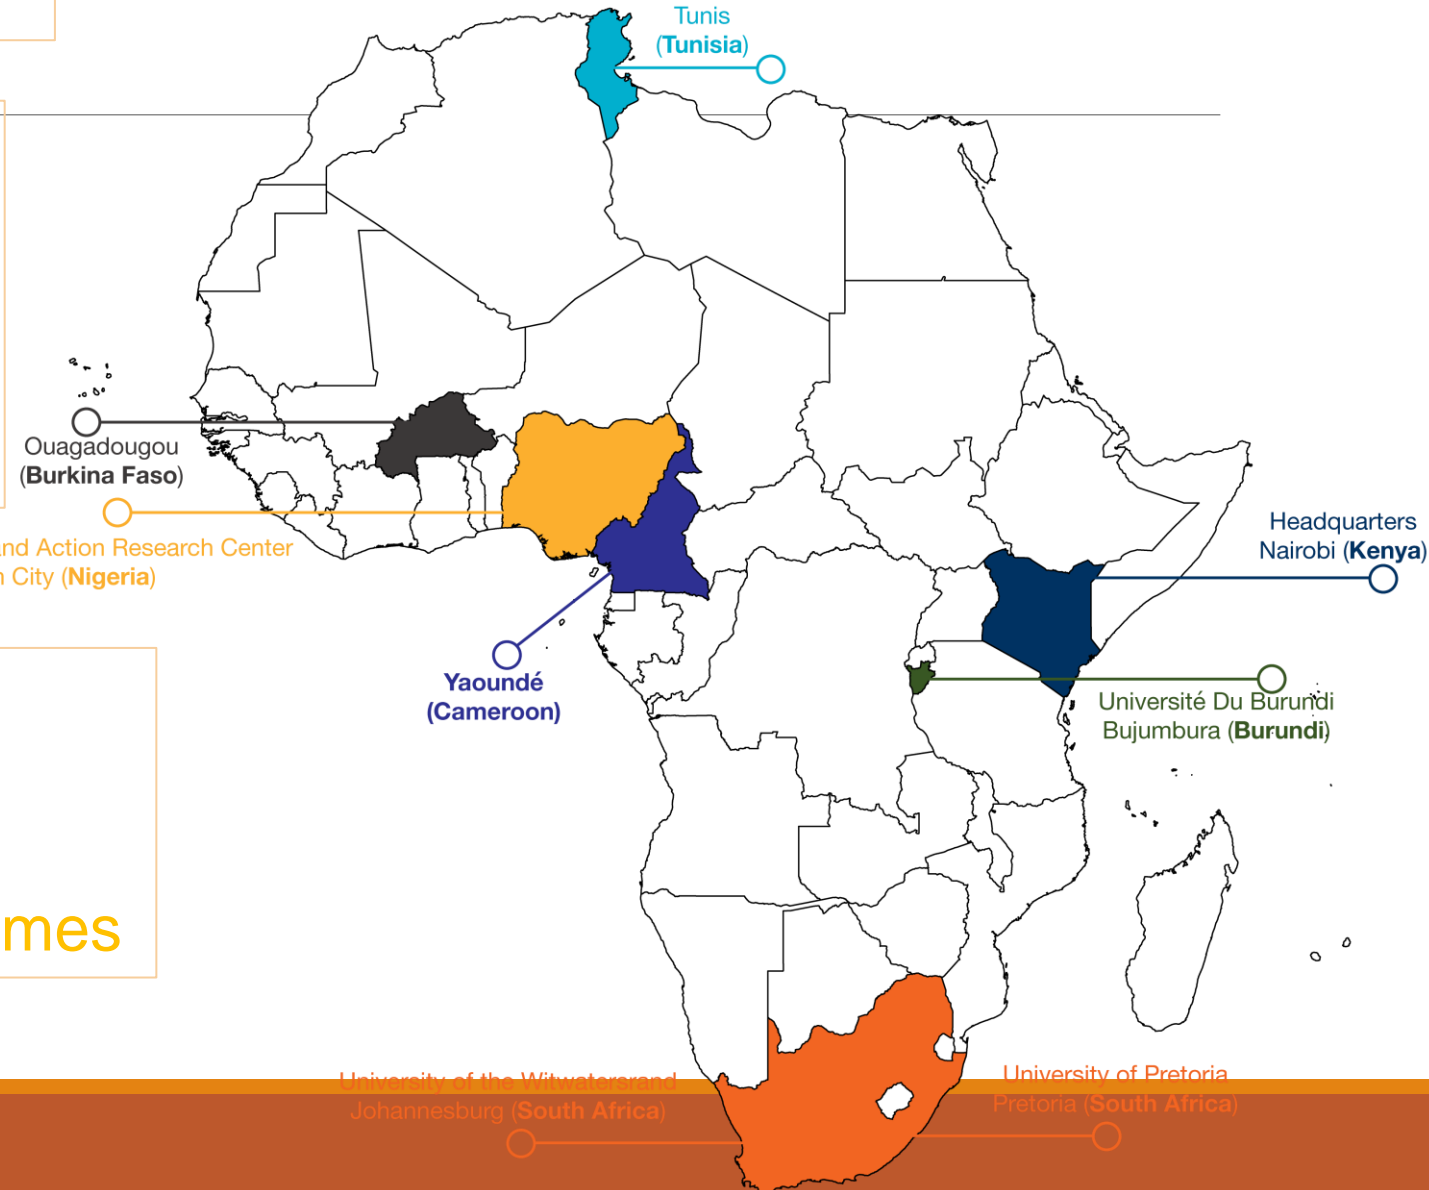 Tunis
(Tunisia)
Ouagadougou
(Burkina Faso)
and Action Research Center
City (Nigeria)
Headquarters
Nairobi (Kenya)
Yaoundé
(Cameroon)
Université Du Burundi
Bujumbura (Burundi)
mes
University of the Witwatersrand
Johannesburg (South Africa)
University of Pretoria
Pretoria (South Africa)